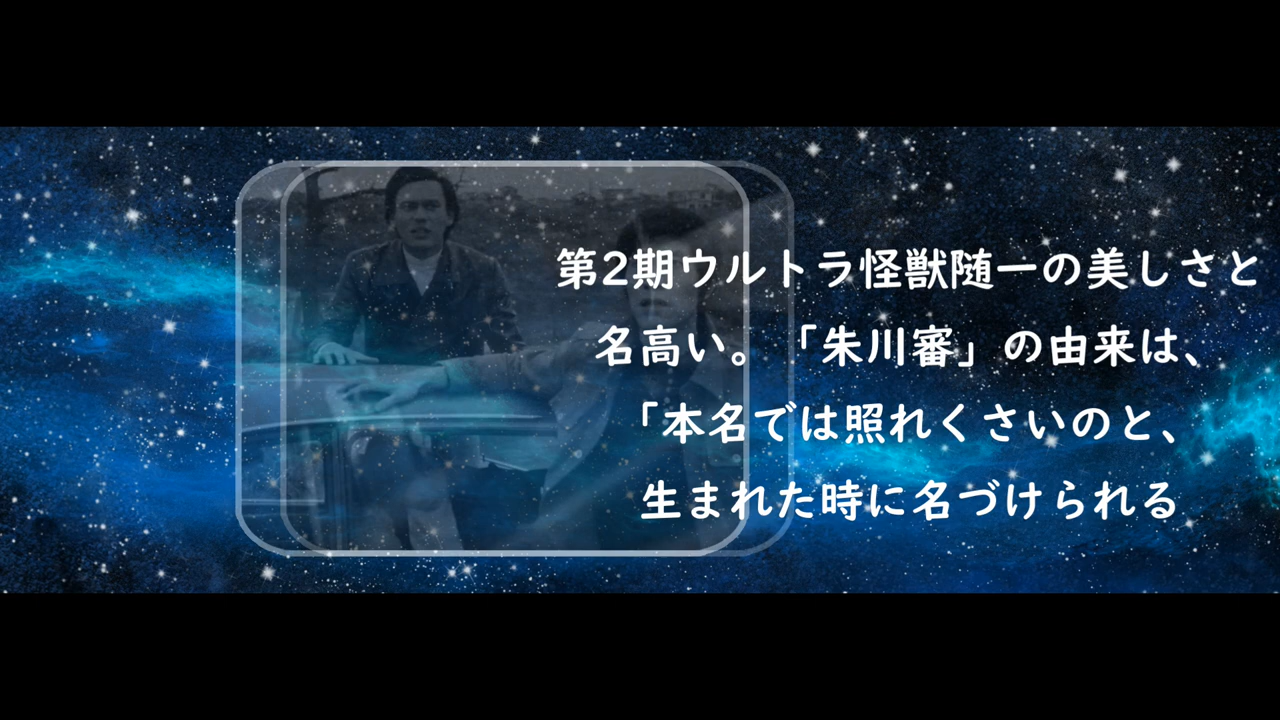 第2期ウルトラ怪獣随一の美しさと
名高い。「朱川審」の由来は、
「本名では照れくさいのと、
生まれた時に名づけられる